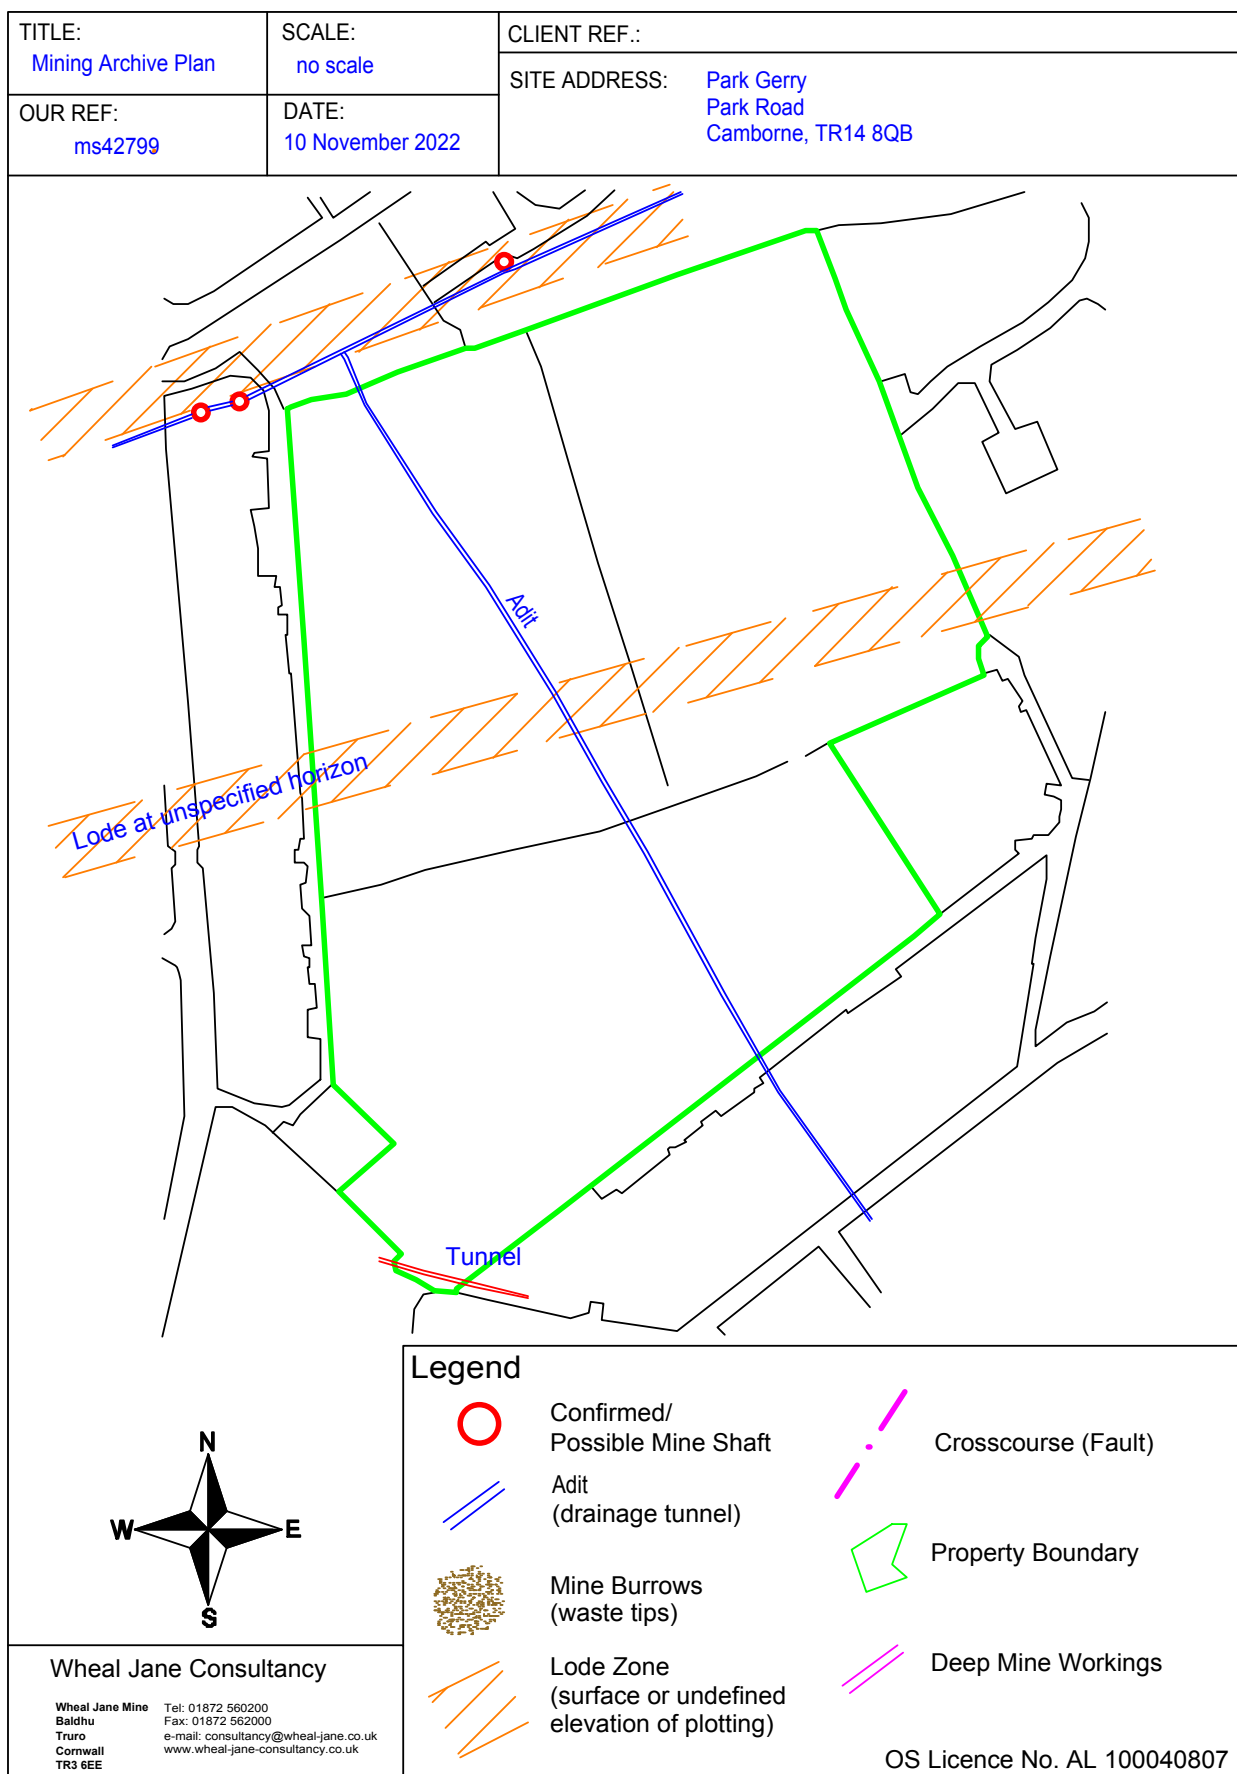 TITLE:
Mining Archive Plan
SCALE:
no scale
CLIENT REF.:
OUR REF:
ms42799
DATE:
10 November 2022
SITE ADDRESS:
Park Gerry
Park Road
Camborne, TR14 8QB
Adit
Lode at unspecified horizon
Tunnel
N
W
E
S
Legend
Confirmed/
Possible Mine Shaft
Adit
(drainage tunnel)
Mine Burrows
(waste tips)
Lode Zone
(surface or undefined
elevation of plotting)
Crosscourse (Fault)
Property Boundary
Deep Mine Workings
OS Licence No. AL 100040807
Wheal Jane Consultancy
Wheal Jane Mine
Baldhu
Truro
Cornwall
TR3 6EE
Tel: 01872 560200
Fax: 01872 562000
e-mail: consultancy@wheal-jane.co.uk
www.wheal-jane-consultancy.co.uk